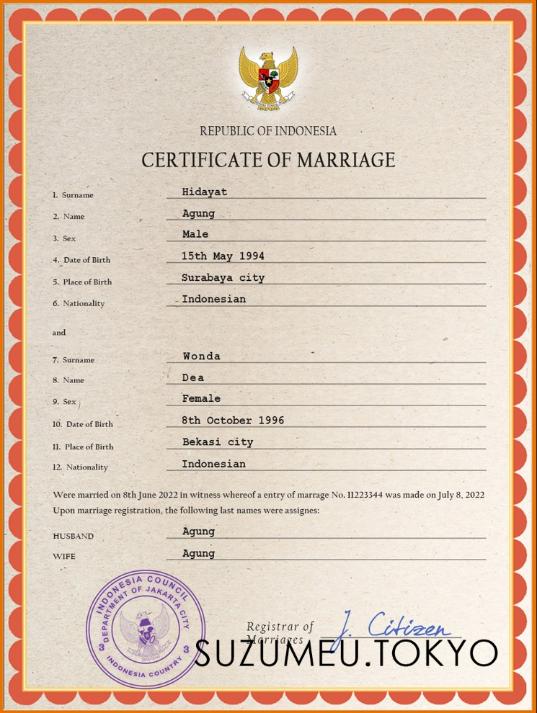 REPUBLIC OF INDONESIA
CERTIFICATE OF MARRIAGE
1. Surname Hidayat
2. Name Agung
3. Sex Male
4. Date of Birth 15th May 1994
5. Place of Birth Surabaya city
6. Nationality Indonesian
and
7. Surname Wonda
8. Name Dea
9. Sex Female
10. Date of Birth 8th October 1996
11. Place of Birth Bekasi city
12. Nationality Indonesian
Were married on 8th June 2022 in witness whereof a entry of marrage No. 11223344 was made on July 8, 2022
Upon marriage registration, the following last names were assignes:
HUSBAND Agung
WIFE Agung
INDONESIA COUNCIL
DEPARTMENT OF JAKARTA CITY
3 3
INDONESIA COUNTRY
Registrar of
Marriages
J. Citizen
SUZUMEU.TOKYO